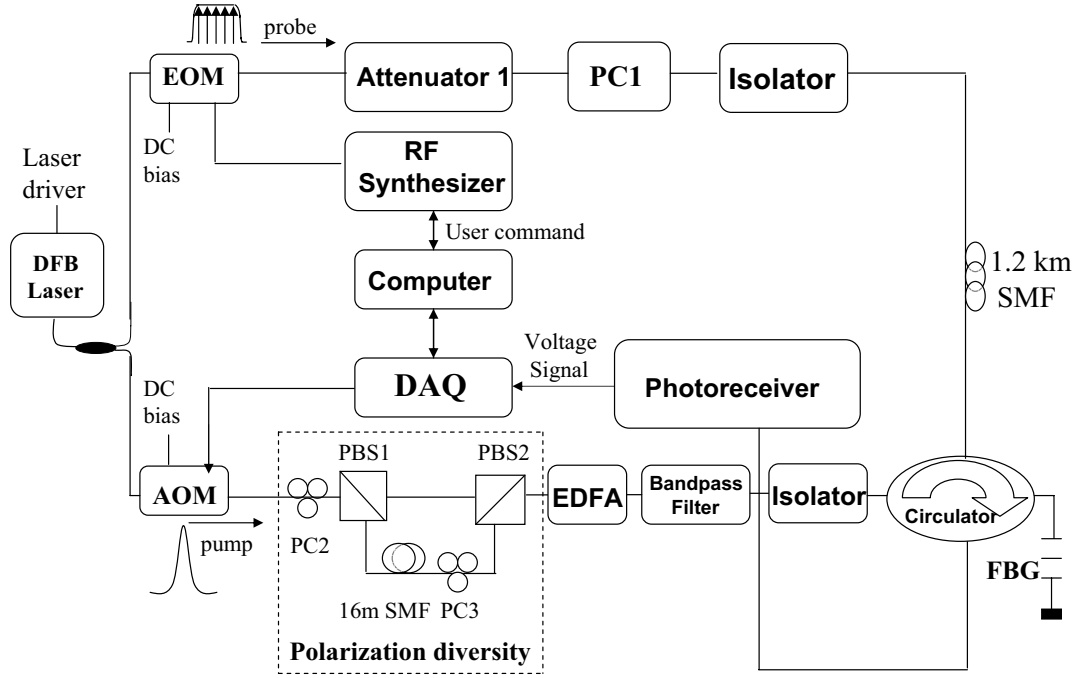 probe
EOM
Attenuator 1
PC1
Isolator
DC
bias
RF
Synthesizer
Laser
driver
User command
DFB
Laser
Computer
1.2 km
SMF
Voltage
Signal
DC
bias
DAQ
Photoreceiver
PBS1
PBS2
AOM
EDFA
Bandpass
Filter
Isolator
Circulator
pump
PC2
FBG
16m SMF
PC3
Polarization diversity